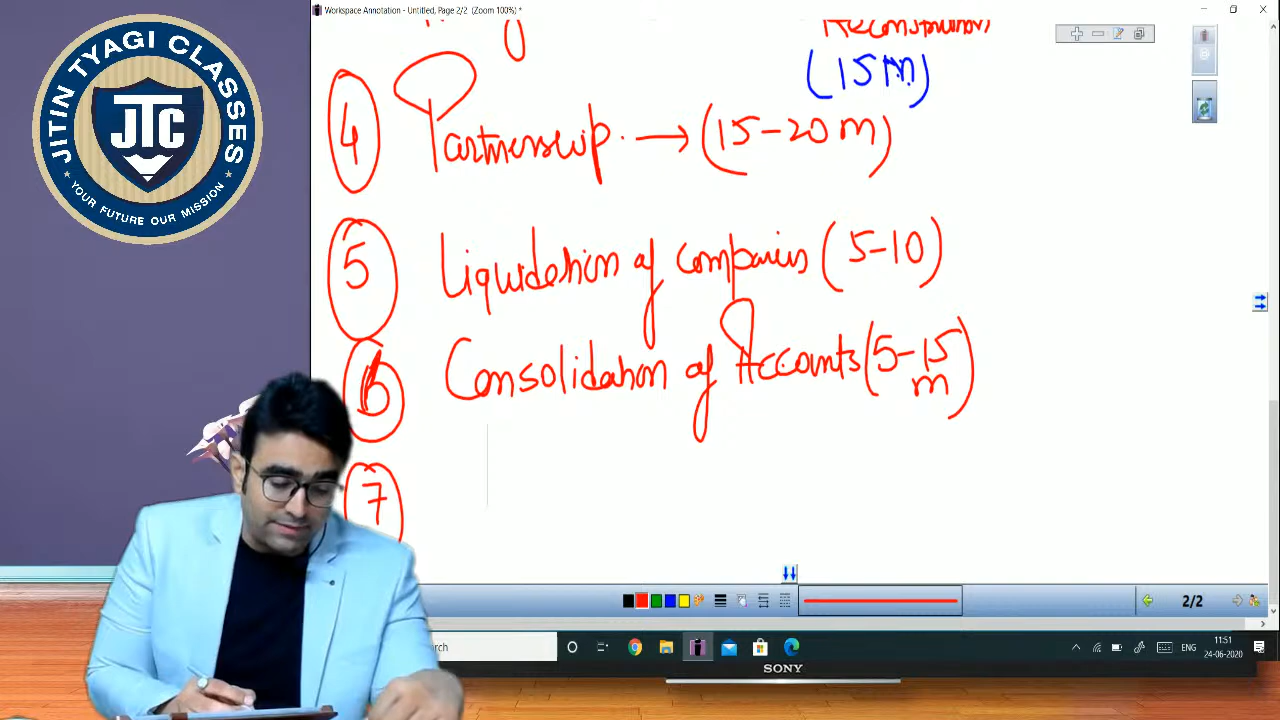 Workspace Annotation - Untitled, Page 2/2 (Zoom 100%) *
Reconstruction
(15 m)
4 Partnership. → (15-20 m)
5 Liquidation of companies (5-10)
6 Consolidation of Accounts (5-15
m)
7
JITIN TYAGI CLASSES
JTC
YOUR FUTURE OUR MISSION
2/2
rch
ENG
11:51
24-06-2020
SONY